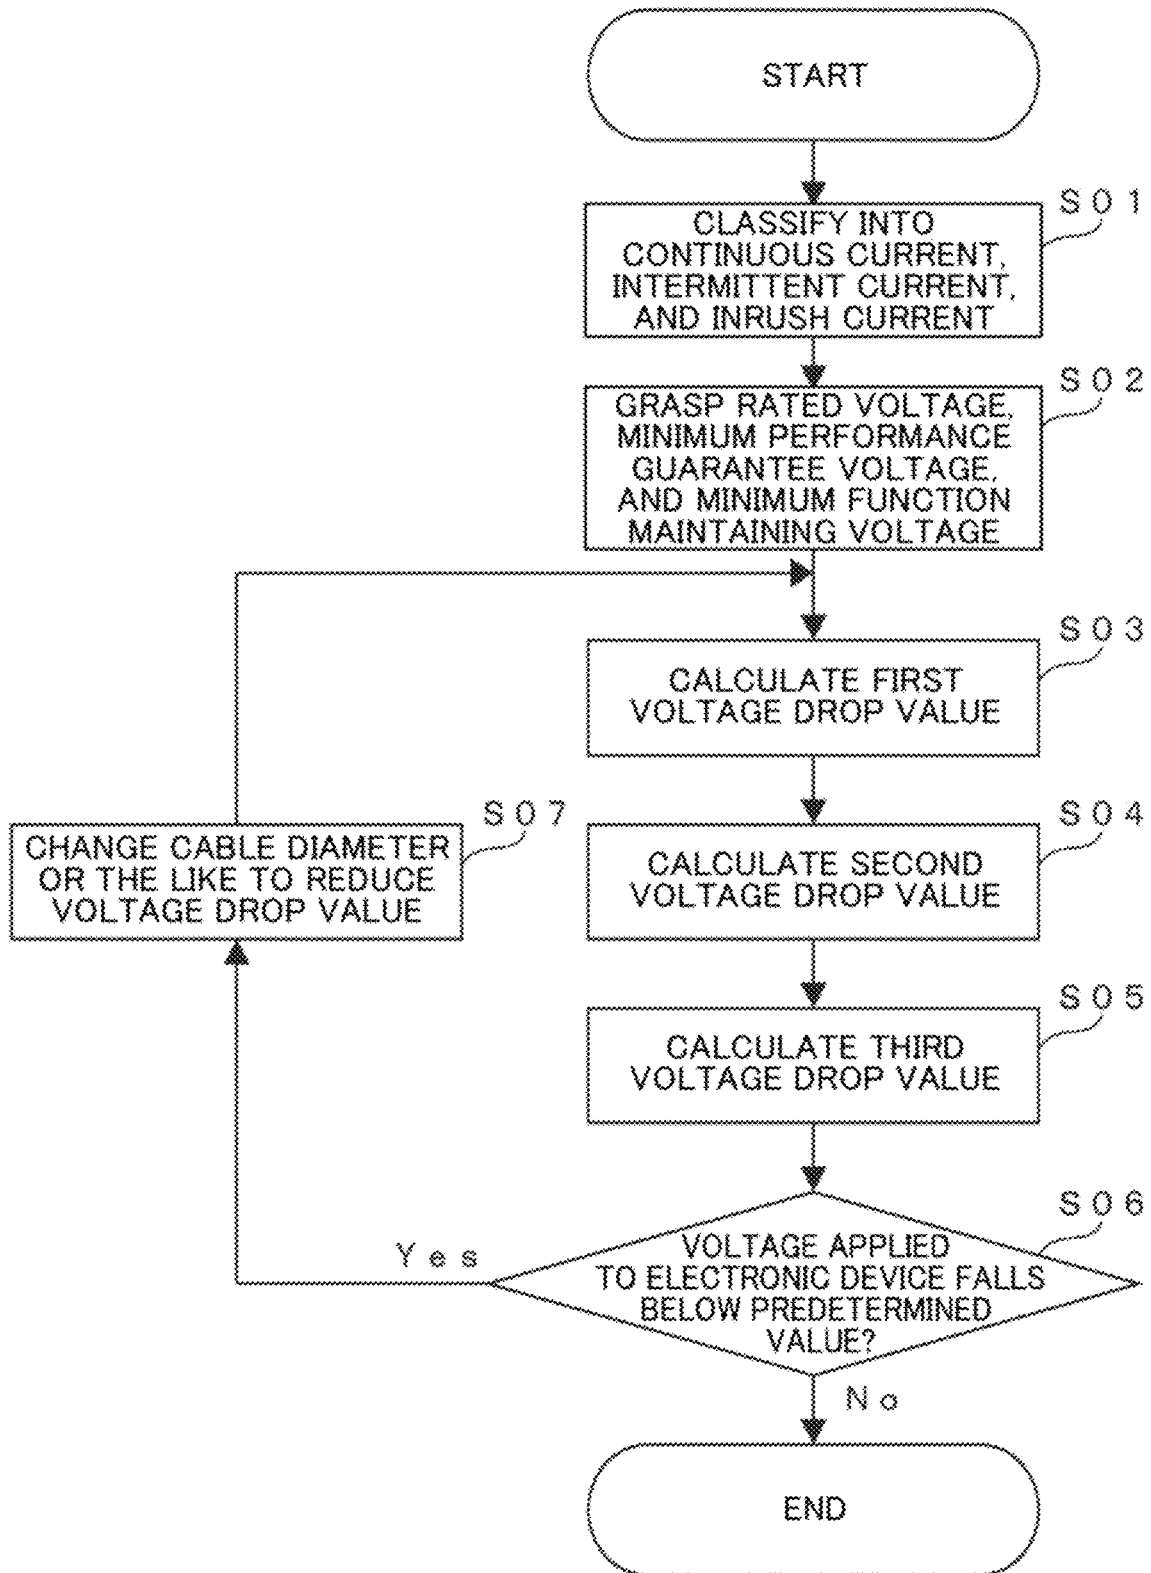 START
S01
CLASSIFY INTO
CONTINUOUS CURRENT,
INTERMITTENT CURRENT,
AND INRUSH CURRENT
S02
GRASP RATED VOLTAGE,
MINIMUM PERFORMANCE
GUARANTEE VOLTAGE,
AND MINIMUM FUNCTION
MAINTAINING VOLTAGE
S03
CALCULATE FIRST
VOLTAGE DROP VALUE
S07
CHANGE CABLE DIAMETER
OR THE LIKE TO REDUCE
VOLTAGE DROP VALUE
S04
CALCULATE SECOND
VOLTAGE DROP VALUE
S05
CALCULATE THIRD
VOLTAGE DROP VALUE
S06
VOLTAGE APPLIED
TO ELECTRONIC DEVICE FALLS
BELOW PREDETERMINED
VALUE?
Yes
No
END